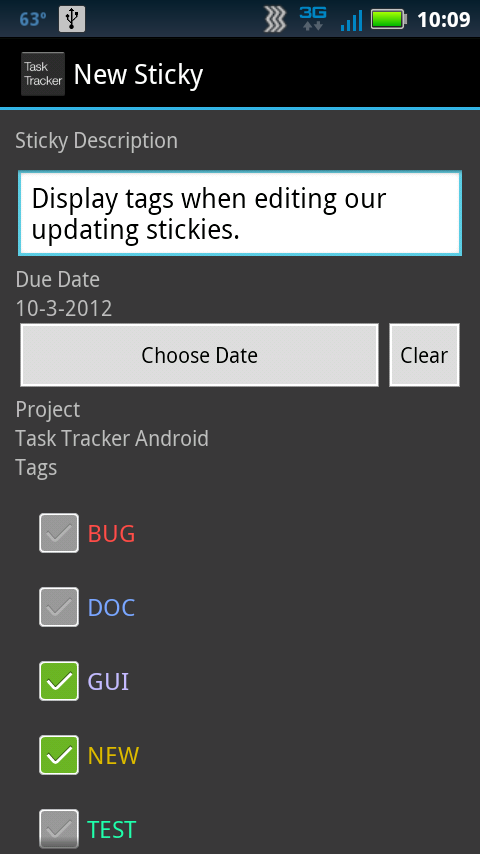 63° 3G 10:09
Task
Tracker
New Sticky
Sticky Description
Display tags when editing our
updating stickies.
Due Date
10-3-2012
Choose Date Clear
Project
Task Tracker Android
Tags
BUG
DOC
GUI
NEW
TEST